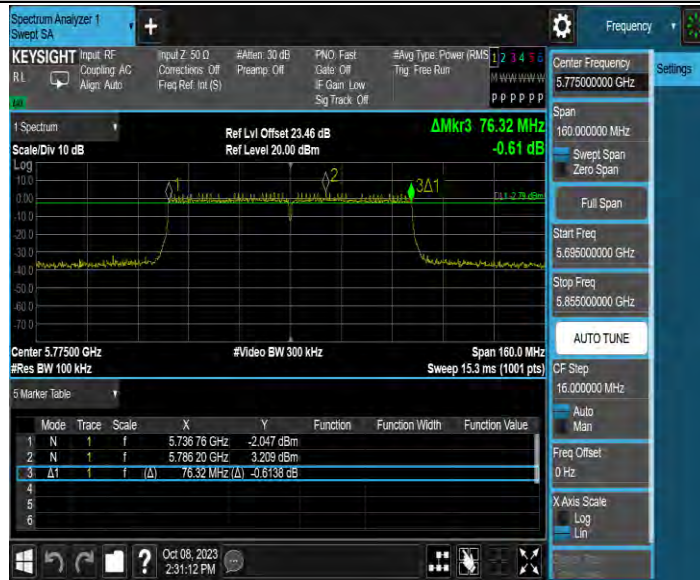 Spectrum Analyzer 1
Swept SA
+
Frequency
KEYSIGHT
RL
Input: RF
Coupling: AC
Align: Auto
Input Z: 50 Ω
Corrections: Off
Freq Ref: Int (S)
#Atten: 30 dB
Preamp: Off
PNO: Fast
Gate: Off
IF Gain: Low
Sig Track: Off
#Avg Type: Power (RMS
Trig: Free Run
1 2 3 4 5 6
M W W W W W
P P P P P P
Center Frequency
5.775000000 GHz
Settings
Span
160.000000 MHz
Swept Span
Zero Span
Full Span
Start Freq
5.695000000 GHz
Stop Freq
5.855000000 GHz
AUTO TUNE
CF Step
16.000000 MHz
Auto
Man
Freq Offset
0 Hz
X Axis Scale
Log
Lin
1 Spectrum
Scale/Div 10 dB
Ref Lvl Offset 23.46 dB
Ref Level 20.00 dBm
ΔMkr3 76.32 MHz
-0.61 dB
Log
10.0
0.00
-10.0
-20.0
-30.0
-40.0
-50.0
-60.0
-70.0
1
2
3Δ1
DL1 -2.79 dBm
Center 5.77500 GHz
#Video BW 300 kHz
Span 160.0 MHz
#Res BW 100 kHz
Sweep 15.3 ms (1001 pts)
5 Marker Table
Mode Trace Scale X Y Function Function Width Function Value
1 N 1 f 5.736 76 GHz -2.047 dBm
2 N 1 f 5.786 20 GHz 3.209 dBm
3 Δ1 1 f (Δ) 76.32 MHz (Δ) -0.6138 dB
4
5
6
?
Oct 08, 2023
2:31:12 PM